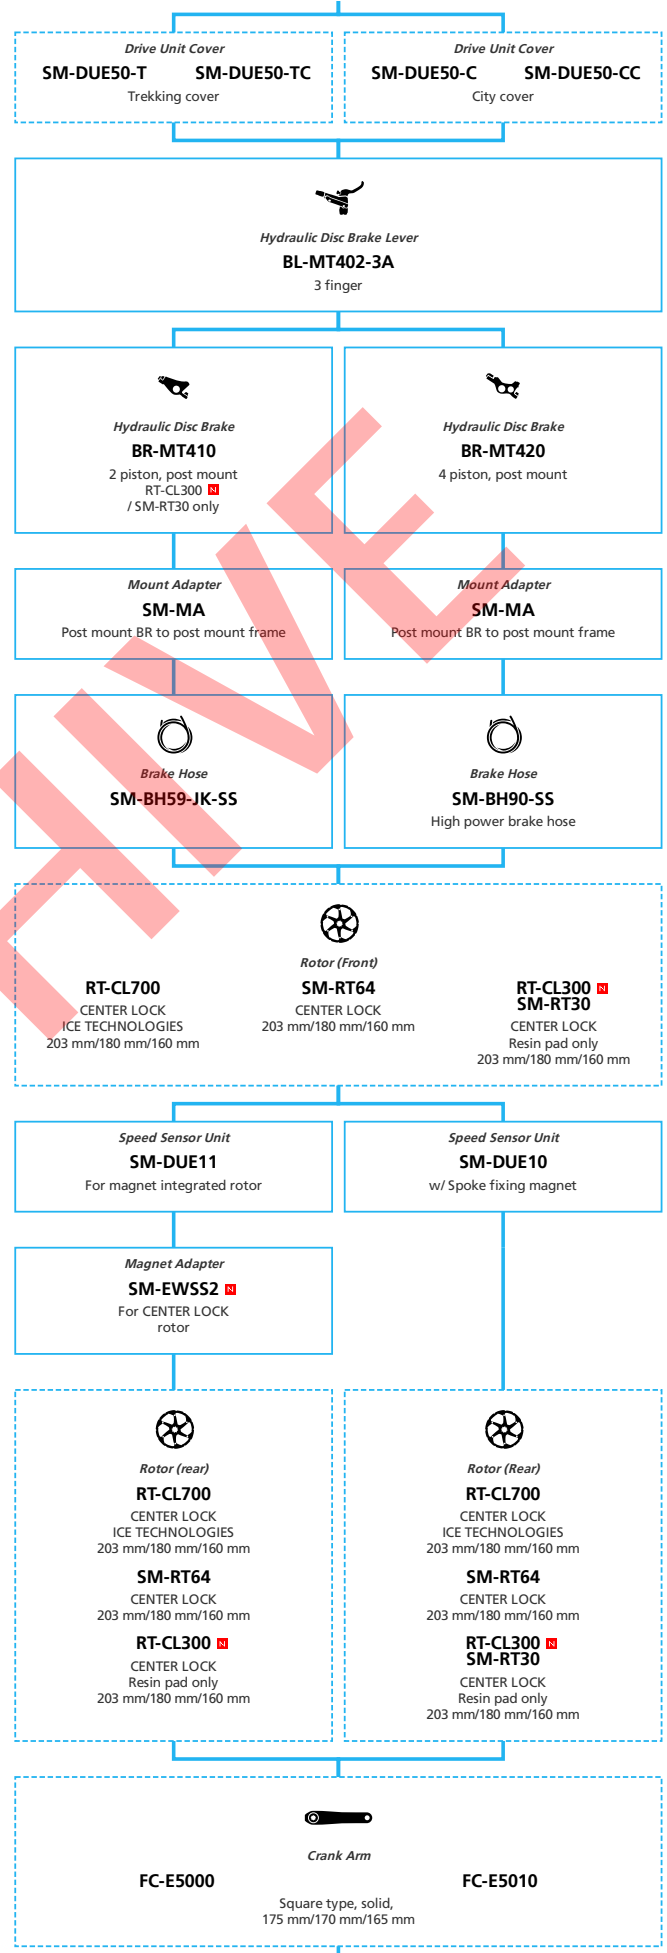 Drive Unit Cover
SM-DUE50-T SM-DUE50-TC
Trekking cover
Drive Unit Cover
SM-DUE50-C SM-DUE50-CC
City cover
Hydraulic Disc Brake Lever
BL-MT402-3A
3 finger
Hydraulic Disc Brake
BR-MT410
2 piston, post mount
RT-CL300 N
/ SM-RT30 only
Hydraulic Disc Brake
BR-MT420
4 piston, post mount
Mount Adapter
SM-MA
Post mount BR to post mount frame
Mount Adapter
SM-MA
Post mount BR to post mount frame
Brake Hose
SM-BH59-JK-SS
Brake Hose
SM-BH90-SS
High power brake hose
Rotor (Front)
RT-CL700
CENTER LOCK
ICE TECHNOLOGIES
203 mm/180 mm/160 mm
SM-RT64
CENTER LOCK
203 mm/180 mm/160 mm
RT-CL300 N
SM-RT30
CENTER LOCK
Resin pad only
203 mm/180 mm/160 mm
Speed Sensor Unit
SM-DUE11
For magnet integrated rotor
Speed Sensor Unit
SM-DUE10
w/ Spoke fixing magnet
Magnet Adapter
SM-EWSS2 N
For CENTER LOCK
rotor
Rotor (rear)
RT-CL700
CENTER LOCK
ICE TECHNOLOGIES
203 mm/180 mm/160 mm
SM-RT64
CENTER LOCK
203 mm/180 mm/160 mm
RT-CL300 N
CENTER LOCK
Resin pad only
203 mm/180 mm/160 mm
Rotor (Rear)
RT-CL700
CENTER LOCK
ICE TECHNOLOGIES
203 mm/180 mm/160 mm
SM-RT64
CENTER LOCK
203 mm/180 mm/160 mm
RT-CL300 N
SM-RT30
CENTER LOCK
Resin pad only
203 mm/180 mm/160 mm
Crank Arm
FC-E5000 FC-E5010
Square type, solid,
175 mm/170 mm/165 mm
HIVE